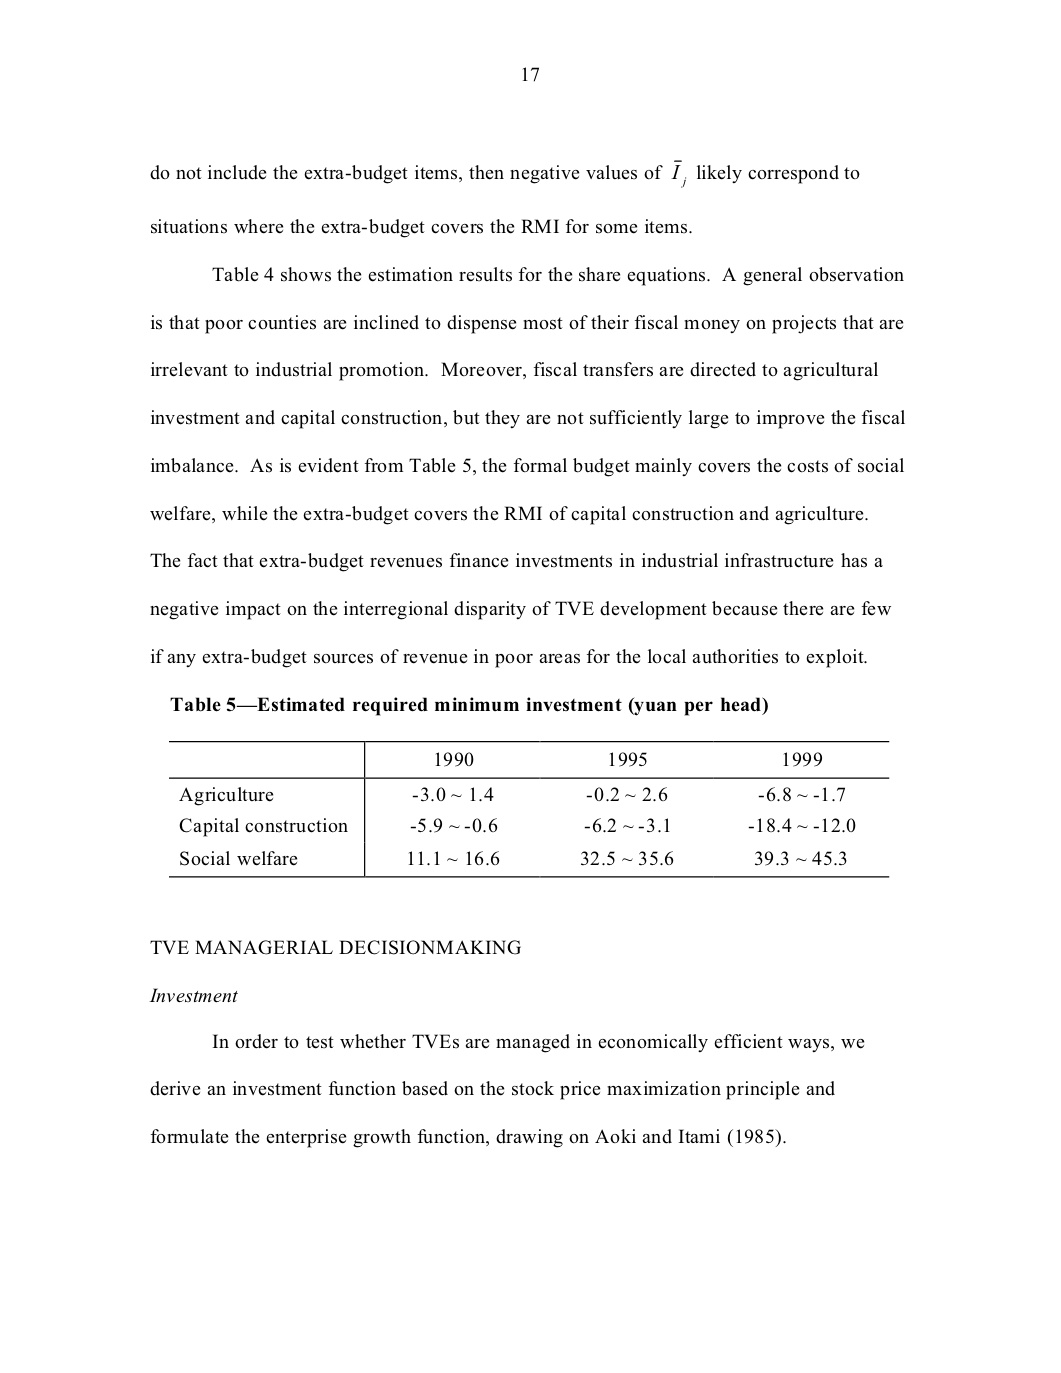 17
do not include the extra-budget items, then negative values of Ī j likely correspond to
situations where the extra-budget covers the RMI for some items.
Table 4 shows the estimation results for the share equations.  A general observation
is that poor counties are inclined to dispense most of their fiscal money on projects that are
irrelevant to industrial promotion.  Moreover, fiscal transfers are directed to agricultural
investment and capital construction, but they are not sufficiently large to improve the fiscal
imbalance.  As is evident from Table 5, the formal budget mainly covers the costs of social
welfare, while the extra-budget covers the RMI of capital construction and agriculture.
The fact that extra-budget revenues finance investments in industrial infrastructure has a
negative impact on the interregional disparity of TVE development because there are few
if any extra-budget sources of revenue in poor areas for the local authorities to exploit.
Table 5—Estimated required minimum investment (yuan per head)
1990 1995 1999
Agriculture -3.0 ~ 1.4 -0.2 ~ 2.6 -6.8 ~ -1.7
Capital construction -5.9 ~ -0.6 -6.2 ~ -3.1 -18.4 ~ -12.0
Social welfare 11.1 ~ 16.6 32.5 ~ 35.6 39.3 ~ 45.3
TVE MANAGERIAL DECISIONMAKING
Investment
In order to test whether TVEs are managed in economically efficient ways, we
derive an investment function based on the stock price maximization principle and
formulate the enterprise growth function, drawing on Aoki and Itami (1985).